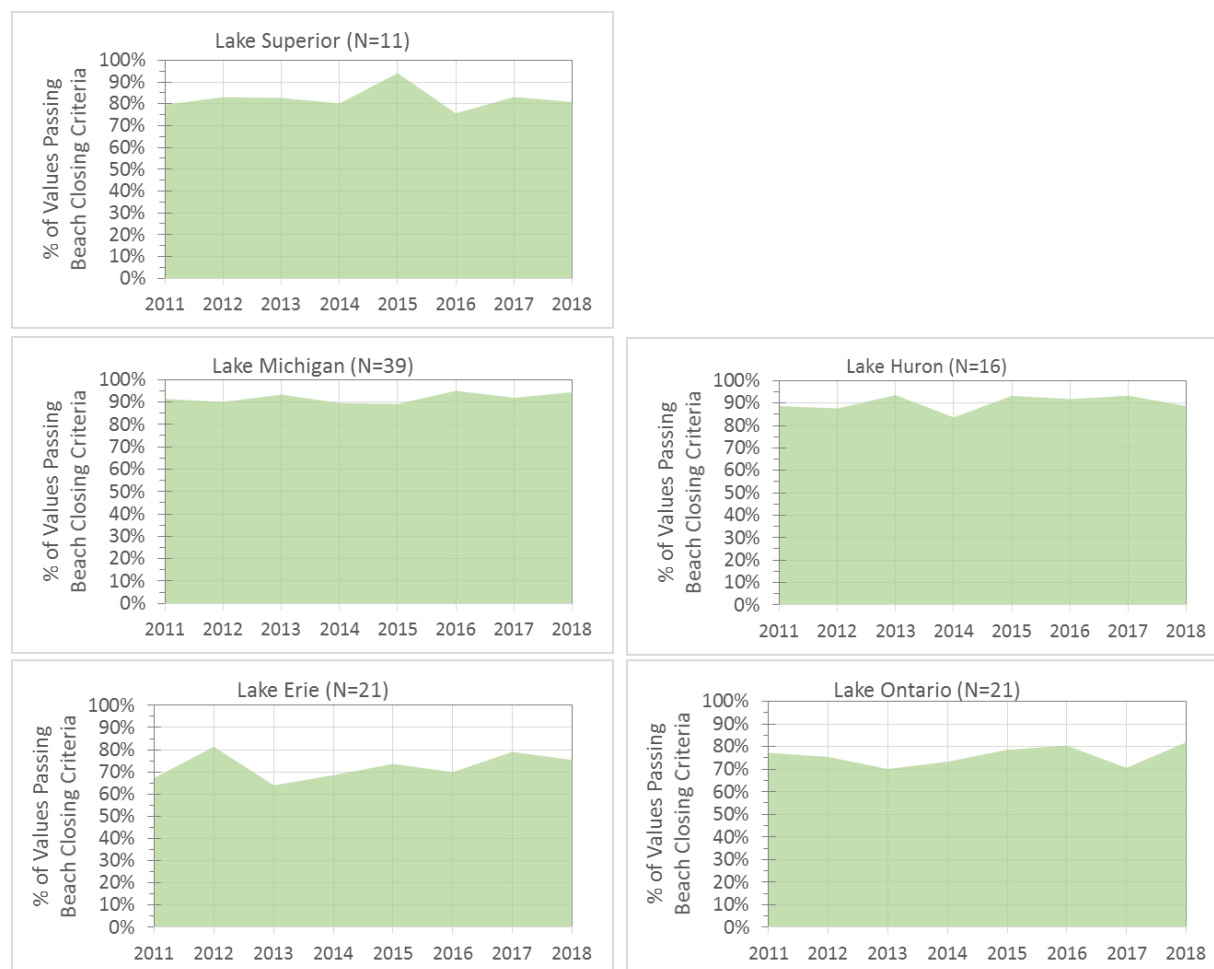 Lake Superior (N=11)
% of Values Passing
Beach Closing Criteria
100%
90%
80%
70%
60%
50%
40%
30%
20%
10%
0%
2011 2012 2013 2014 2015 2016 2017 2018
Lake Michigan (N=39)
% of Values Passing
Beach Closing Criteria
100%
90%
80%
70%
60%
50%
40%
30%
20%
10%
0%
2011 2012 2013 2014 2015 2016 2017 2018
Lake Huron (N=16)
% of Values Passing
Beach Closing Criteria
100%
90%
80%
70%
60%
50%
40%
30%
20%
10%
0%
2011 2012 2013 2014 2015 2016 2017 2018
Lake Erie (N=21)
% of Values Passing
Beach Closing Criteria
100%
90%
80%
70%
60%
50%
40%
30%
20%
10%
0%
2011 2012 2013 2014 2015 2016 2017 2018
Lake Ontario (N=21)
% of Values Passing
Beach Closing Criteria
100%
90%
80%
70%
60%
50%
40%
30%
20%
10%
0%
2011 2012 2013 2014 2015 2016 2017 2018